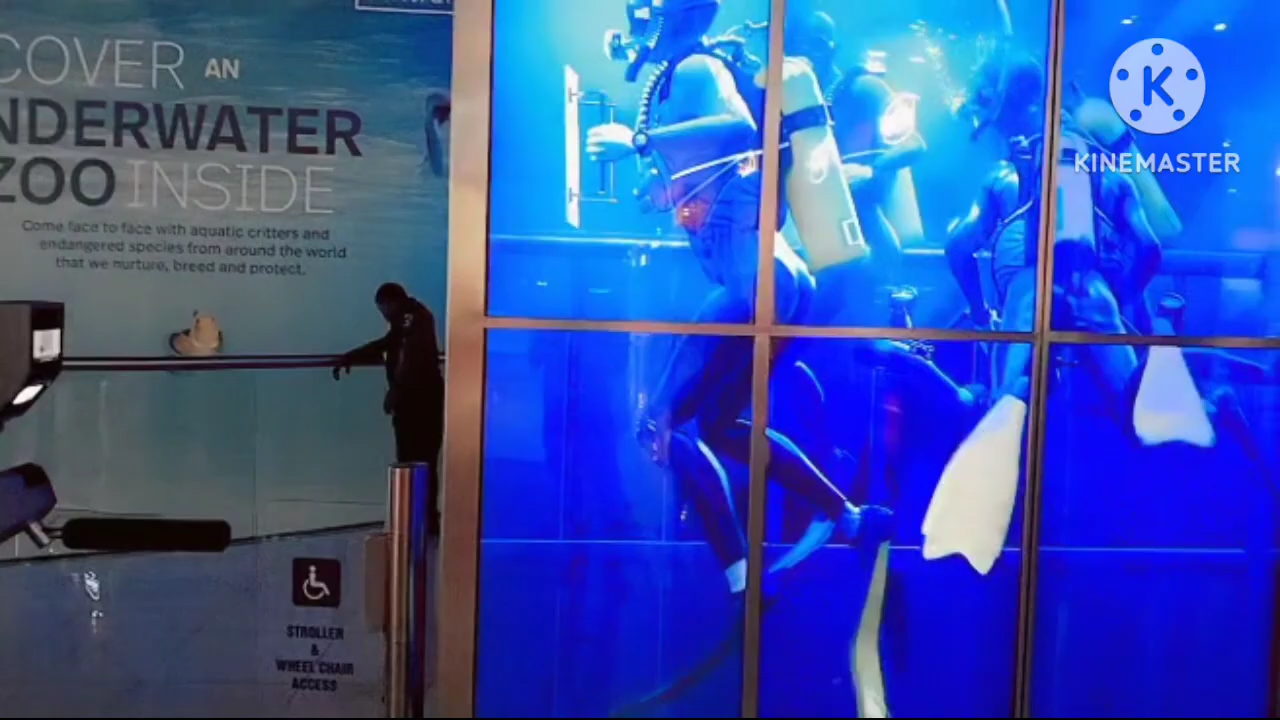 COVER AN
NDERWATER
ZOO INSIDE
Come face to face with aquatic critters and
endangered species from around the world
that we nurture, breed and protect.
STROLLER
&
WHEEL CHAIR
ACCESS
K
KINEMASTER